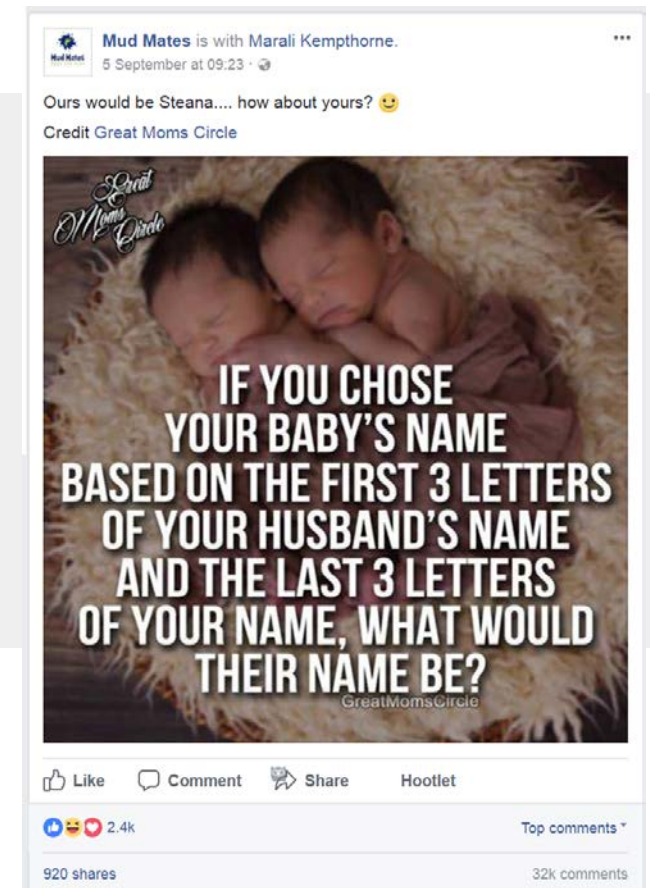 Mud Mates is with Marali Kempthorne.
5 September at 09:23 ·
Mud Mates
Ours would be Steana.... how about yours?
Credit Great Moms Circle
Great
Moms
Circle
IF YOU CHOSE
YOUR BABY'S NAME
BASED ON THE FIRST 3 LETTERS
OF YOUR HUSBAND'S NAME
AND THE LAST 3 LETTERS
OF YOUR NAME, WHAT WOULD
THEIR NAME BE?
GreatMomsCircle
Like Comment Share Hootlet
2.4k Top comments
920 shares 32k comments